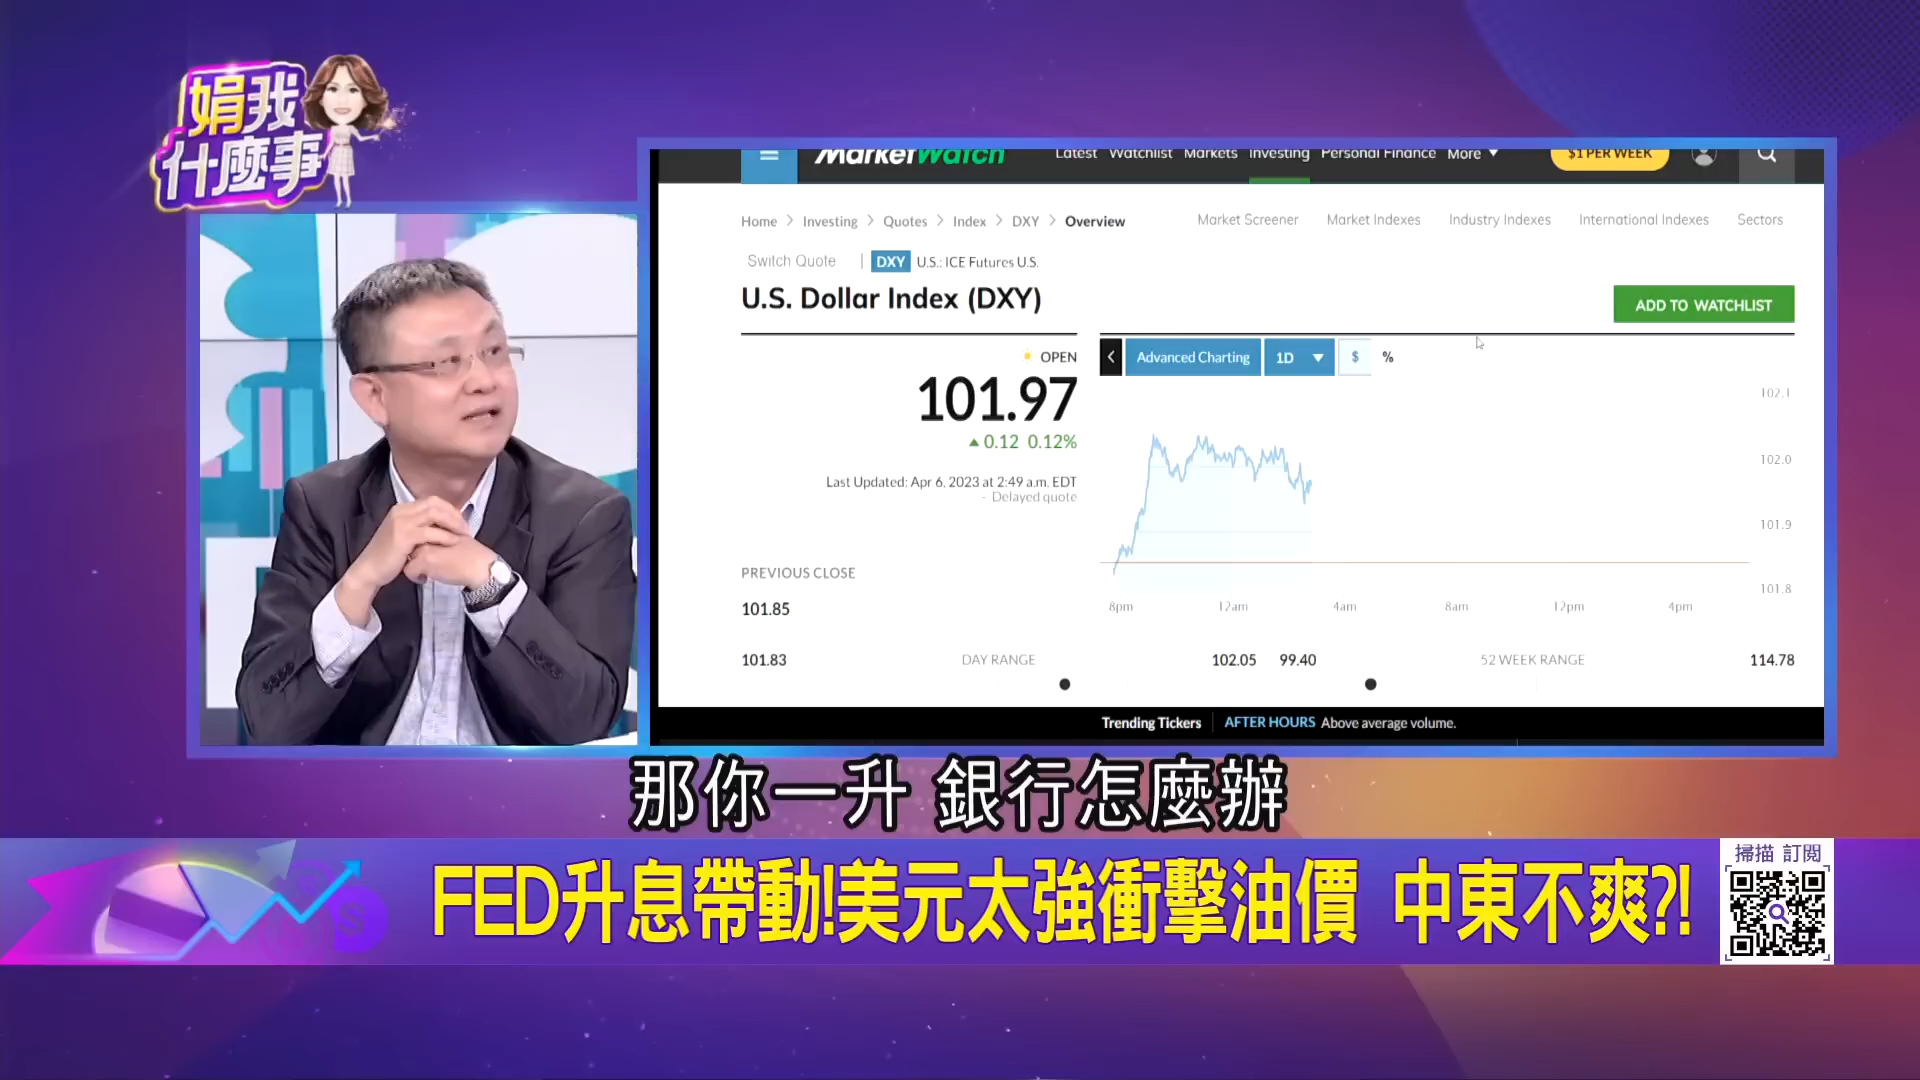 娟我
什麼事
MarketWatch
Latest Watchlist Markets Investing Personal Finance More
$1 PER WEEK
Home > Investing > Quotes > Index > DXY > Overview
Market Screener Market Indexes Industry Indexes International Indexes Sectors
Switch Quote | DXY U.S.: ICE Futures U.S.
U.S. Dollar Index (DXY)
ADD TO WATCHLIST
OPEN
101.97
0.12 0.12%
Last Updated: Apr 6, 2023 at 2:49 a.m. EDT
- Delayed quote
Advanced Charting 1D $ %
102.1
102.0
101.9
101.8
8pm 12am 4am 8am 12pm 4pm
PREVIOUS CLOSE
101.85
101.83 DAY RANGE 102.05 99.40 52 WEEK RANGE 114.78
Trending Tickers AFTER HOURS Above average volume.
那你一升 銀行怎麼辦
FED升息帶動!美元太強衝擊油價 中東不爽?!
掃描 訂閱